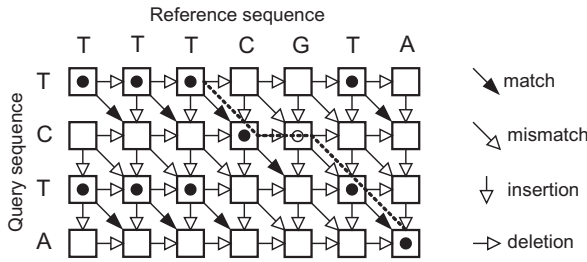 Reference sequence
T T T C G T A
Query sequence
T
C
T
A
match
mismatch
insertion
deletion